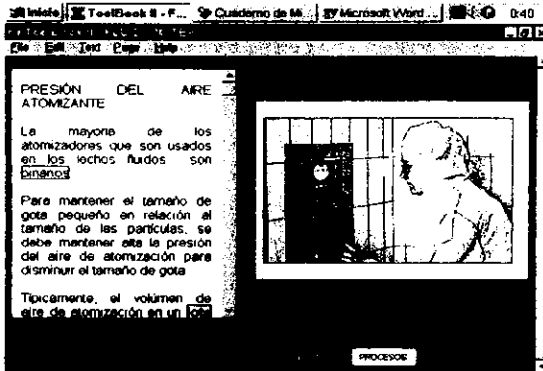 Inicio ToolBook II - F... Cuaderno de Mi... Microsoft Word ... 0:40
File Edit Text Page Help
PRESIÓN DEL AIRE
ATOMIZANTE
La mayoria de los
atomizadores que son usados
en los lechos fluidos son
binarios
Para mantener el tamaño de
gota pequeño en relación al
tamaño de las partículas, se
debe mantener alta la presión
del aire de atomización para
disminuir el tamaño de gota
Tipicamente, el volúmen de
aire de atomización en un lote
PROCESOS